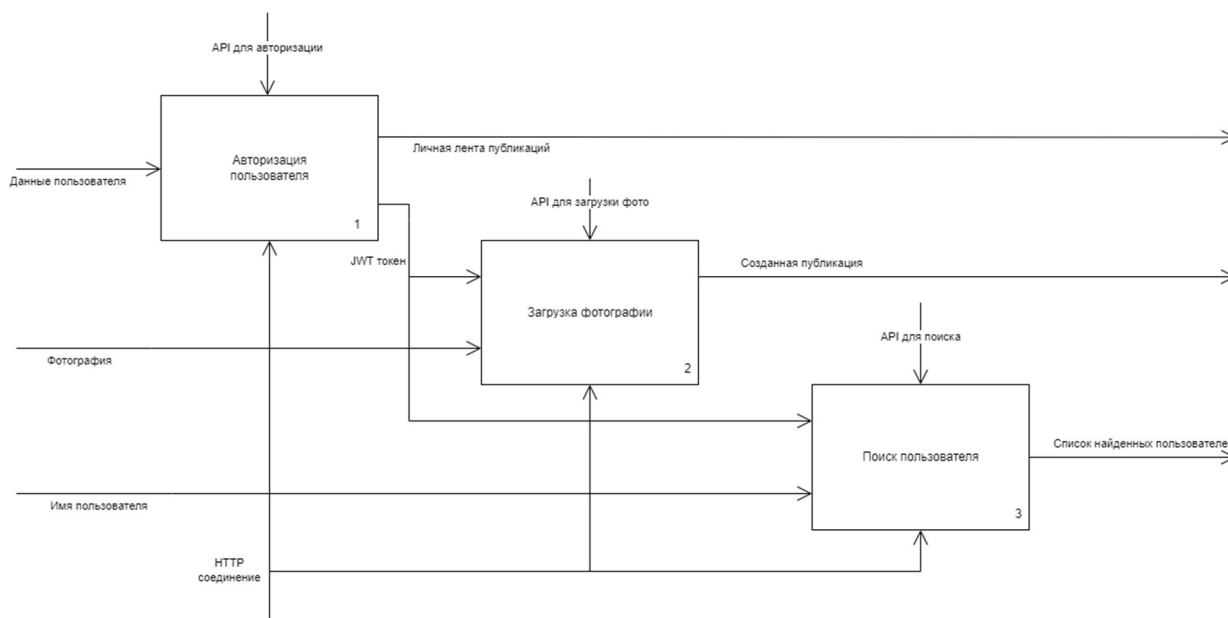 API для авторизации
Авторизация
пользователя
1
Личная лента публикаций
Данные пользователя
API для загрузки фото
JWT токен
Созданная публикация
Загрузка фотографии
2
Фотография
API для поиска
Список найденных пользователе
Поиск пользователя
3
Имя пользователя
HTTP
соединение